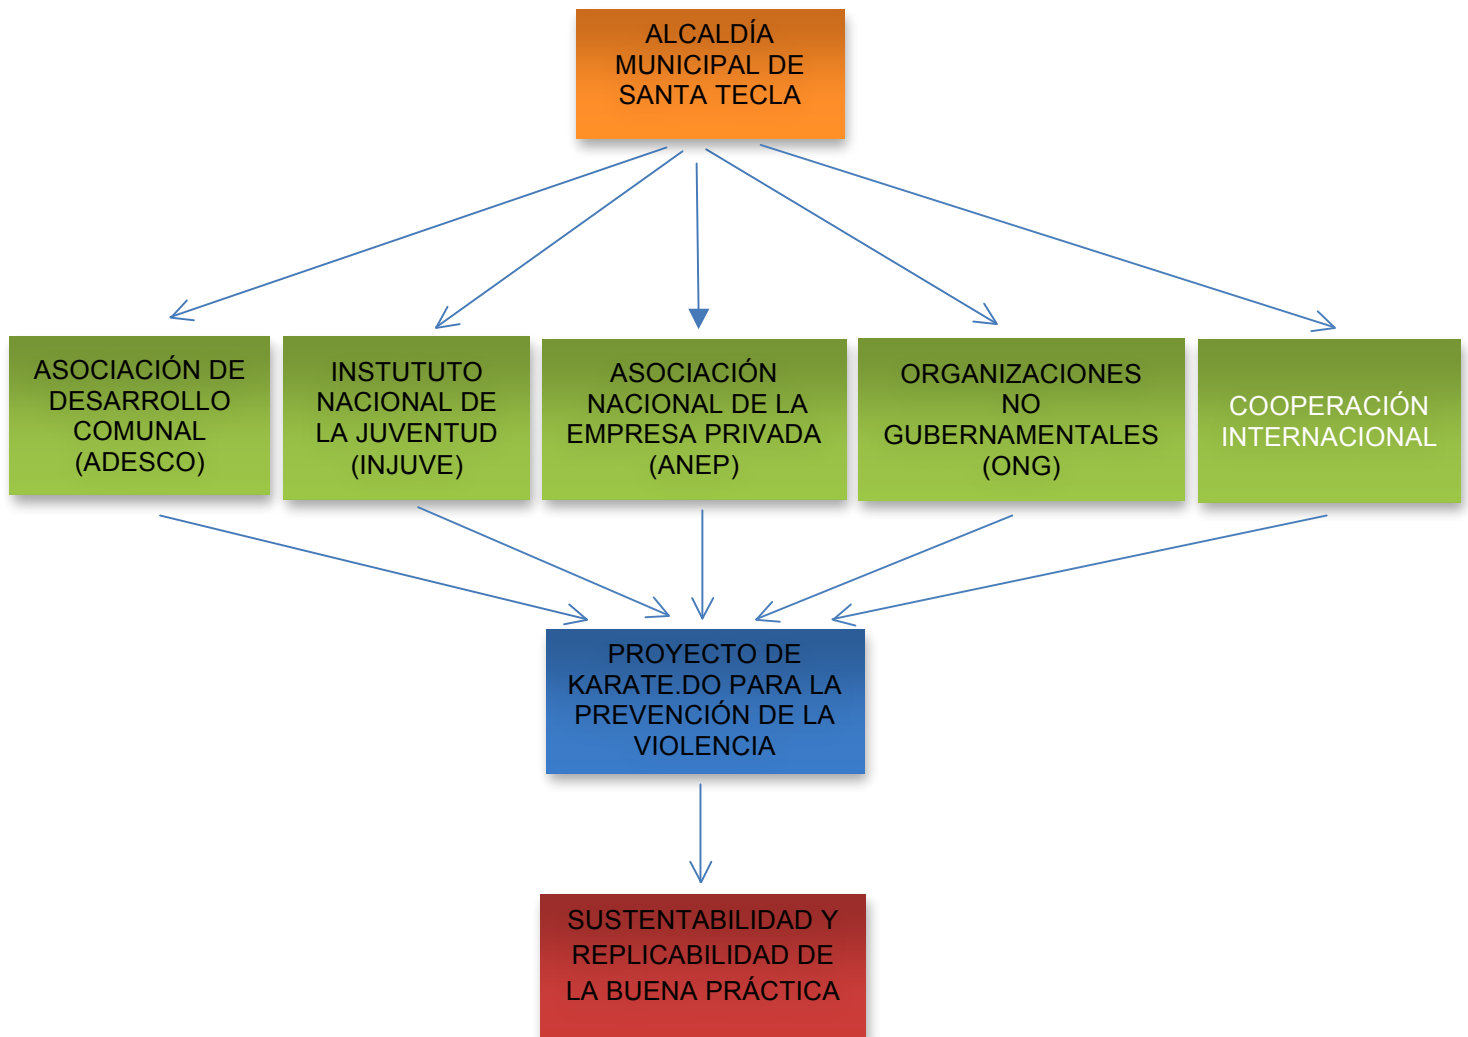 ALCALDÍA
MUNICIPAL DE
SANTA TECLA
ASOCIACIÓN DE
DESARROLLO
COMUNAL
(ADESCO)
INSTUTUTO
NACIONAL DE
LA JUVENTUD
(INJUVE)
ASOCIACIÓN
NACIONAL DE LA
EMPRESA PRIVADA
(ANEP)
ORGANIZACIONES
NO
GUBERNAMENTALES
(ONG)
COOPERACIÓN
INTERNACIONAL
PROYECTO DE
KARATE.DO PARA LA
PREVENCIÓN DE LA
VIOLENCIA
SUSTENTABILIDAD Y
REPLICABILIDAD DE
LA BUENA PRÁCTICA